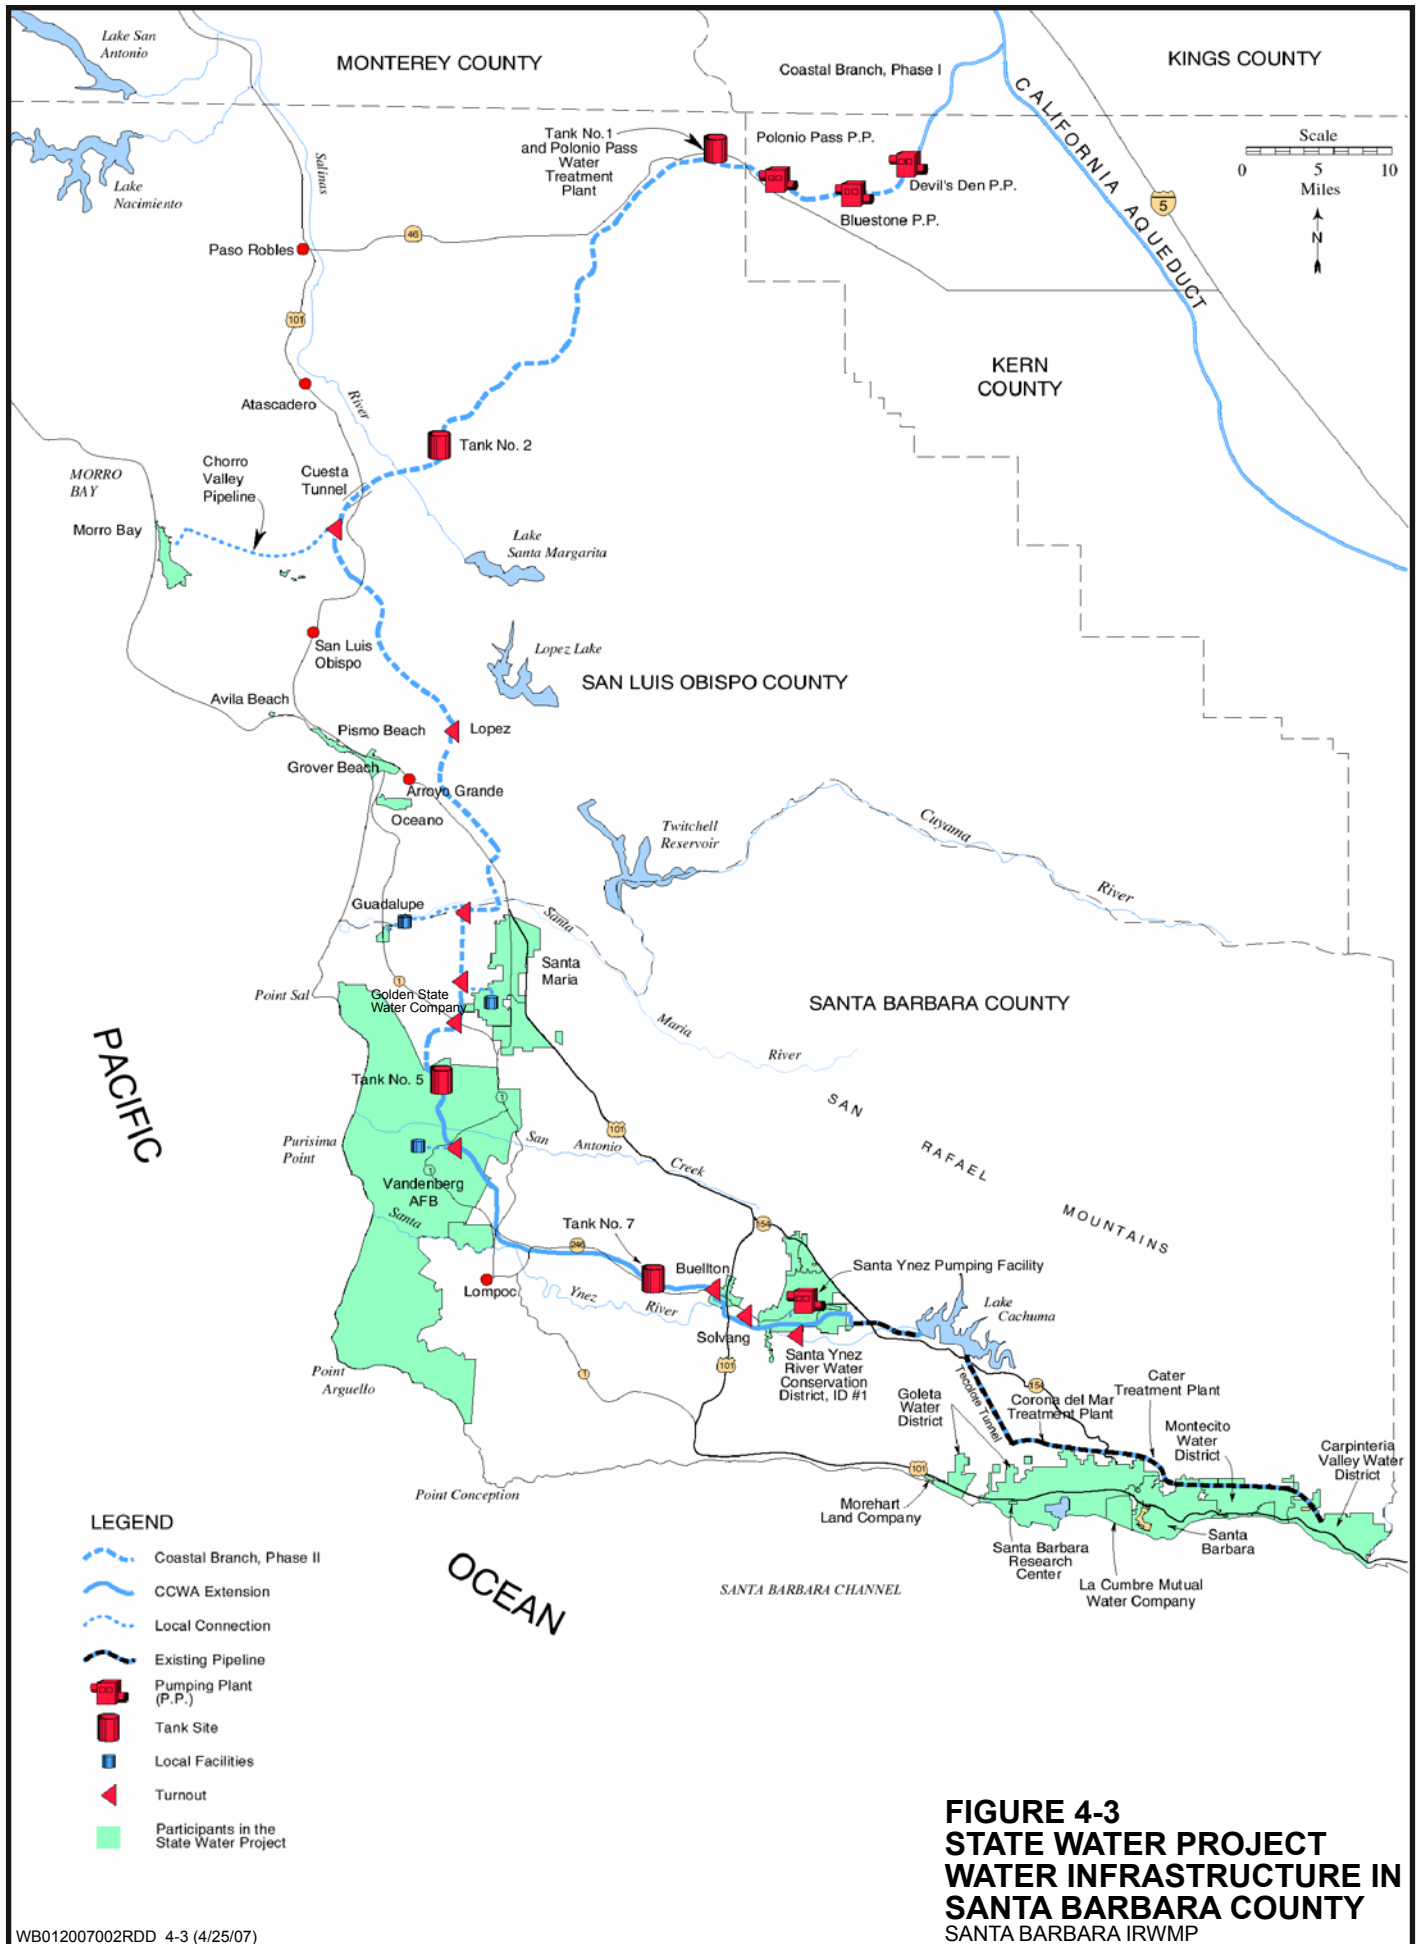 Lake San
Antonio
MONTEREY COUNTY
Coastal Branch, Phase I
KINGS COUNTY
CALIFORNIA AQUEDUCT
Scale
0 5 10
Miles
N
5
Tank No.1
and Polonio Pass
Water
Treatment
Plant
Polonio Pass P.P.
Devil's Den P.P.
Bluestone P.P.
Salinas
River
Lake
Nacimiento
Paso Robles
46
101
Atascadero
KERN
COUNTY
Tank No. 2
Cuesta
Tunnel
Chorro
Valley
Pipeline
MORRO
BAY
Morro Bay
Lake
Santa Margarita
San Luis
Obispo
Lopez Lake
SAN LUIS OBISPO COUNTY
Avila Beach
Pismo Beach
Lopez
Grover Beach
Arroyo Grande
Oceano
Twitchell
Reservoir
Cuyama
River
Guadalupe
Santa
Maria
River
Santa
Maria
1
Point Sal
Golden State
Water Company
SANTA BARBARA COUNTY
PACIFIC
Tank No. 5
1
SAN
RAFAEL
MOUNTAINS
101
Purisima
Point
San
Antonio
Creek
1
Vandenberg
AFB
Santa
Ynez
River
154
Tank No. 7
246
Buellton
Santa Ynez Pumping Facility
Lompoc
Lake
Cachuma
Solvang
101
Santa Ynez
River Water
Conservation
District, ID #1
Point
Arguello
1
Tecolote Tunnel
154
Goleta
Water
District
Corona del Mar
Treatment Plant
Cater
Treatment Plant
Montecito
Water
District
Carpinteria
Valley Water
District
101
Point Conception
Morehart
Land Company
Santa Barbara
Research
Center
Santa
Barbara
La Cumbre Mutual
Water Company
OCEAN
SANTA BARBARA CHANNEL
LEGEND
Coastal Branch, Phase II
CCWA Extension
Local Connection
Existing Pipeline
Pumping Plant
(P.P.)
Tank Site
Local Facilities
Turnout
Participants in the
State Water Project
FIGURE 4-3
STATE WATER PROJECT
WATER INFRASTRUCTURE IN
SANTA BARBARA COUNTY
SANTA BARBARA IRWMP
WB012007002RDD_4-3 (4/25/07)